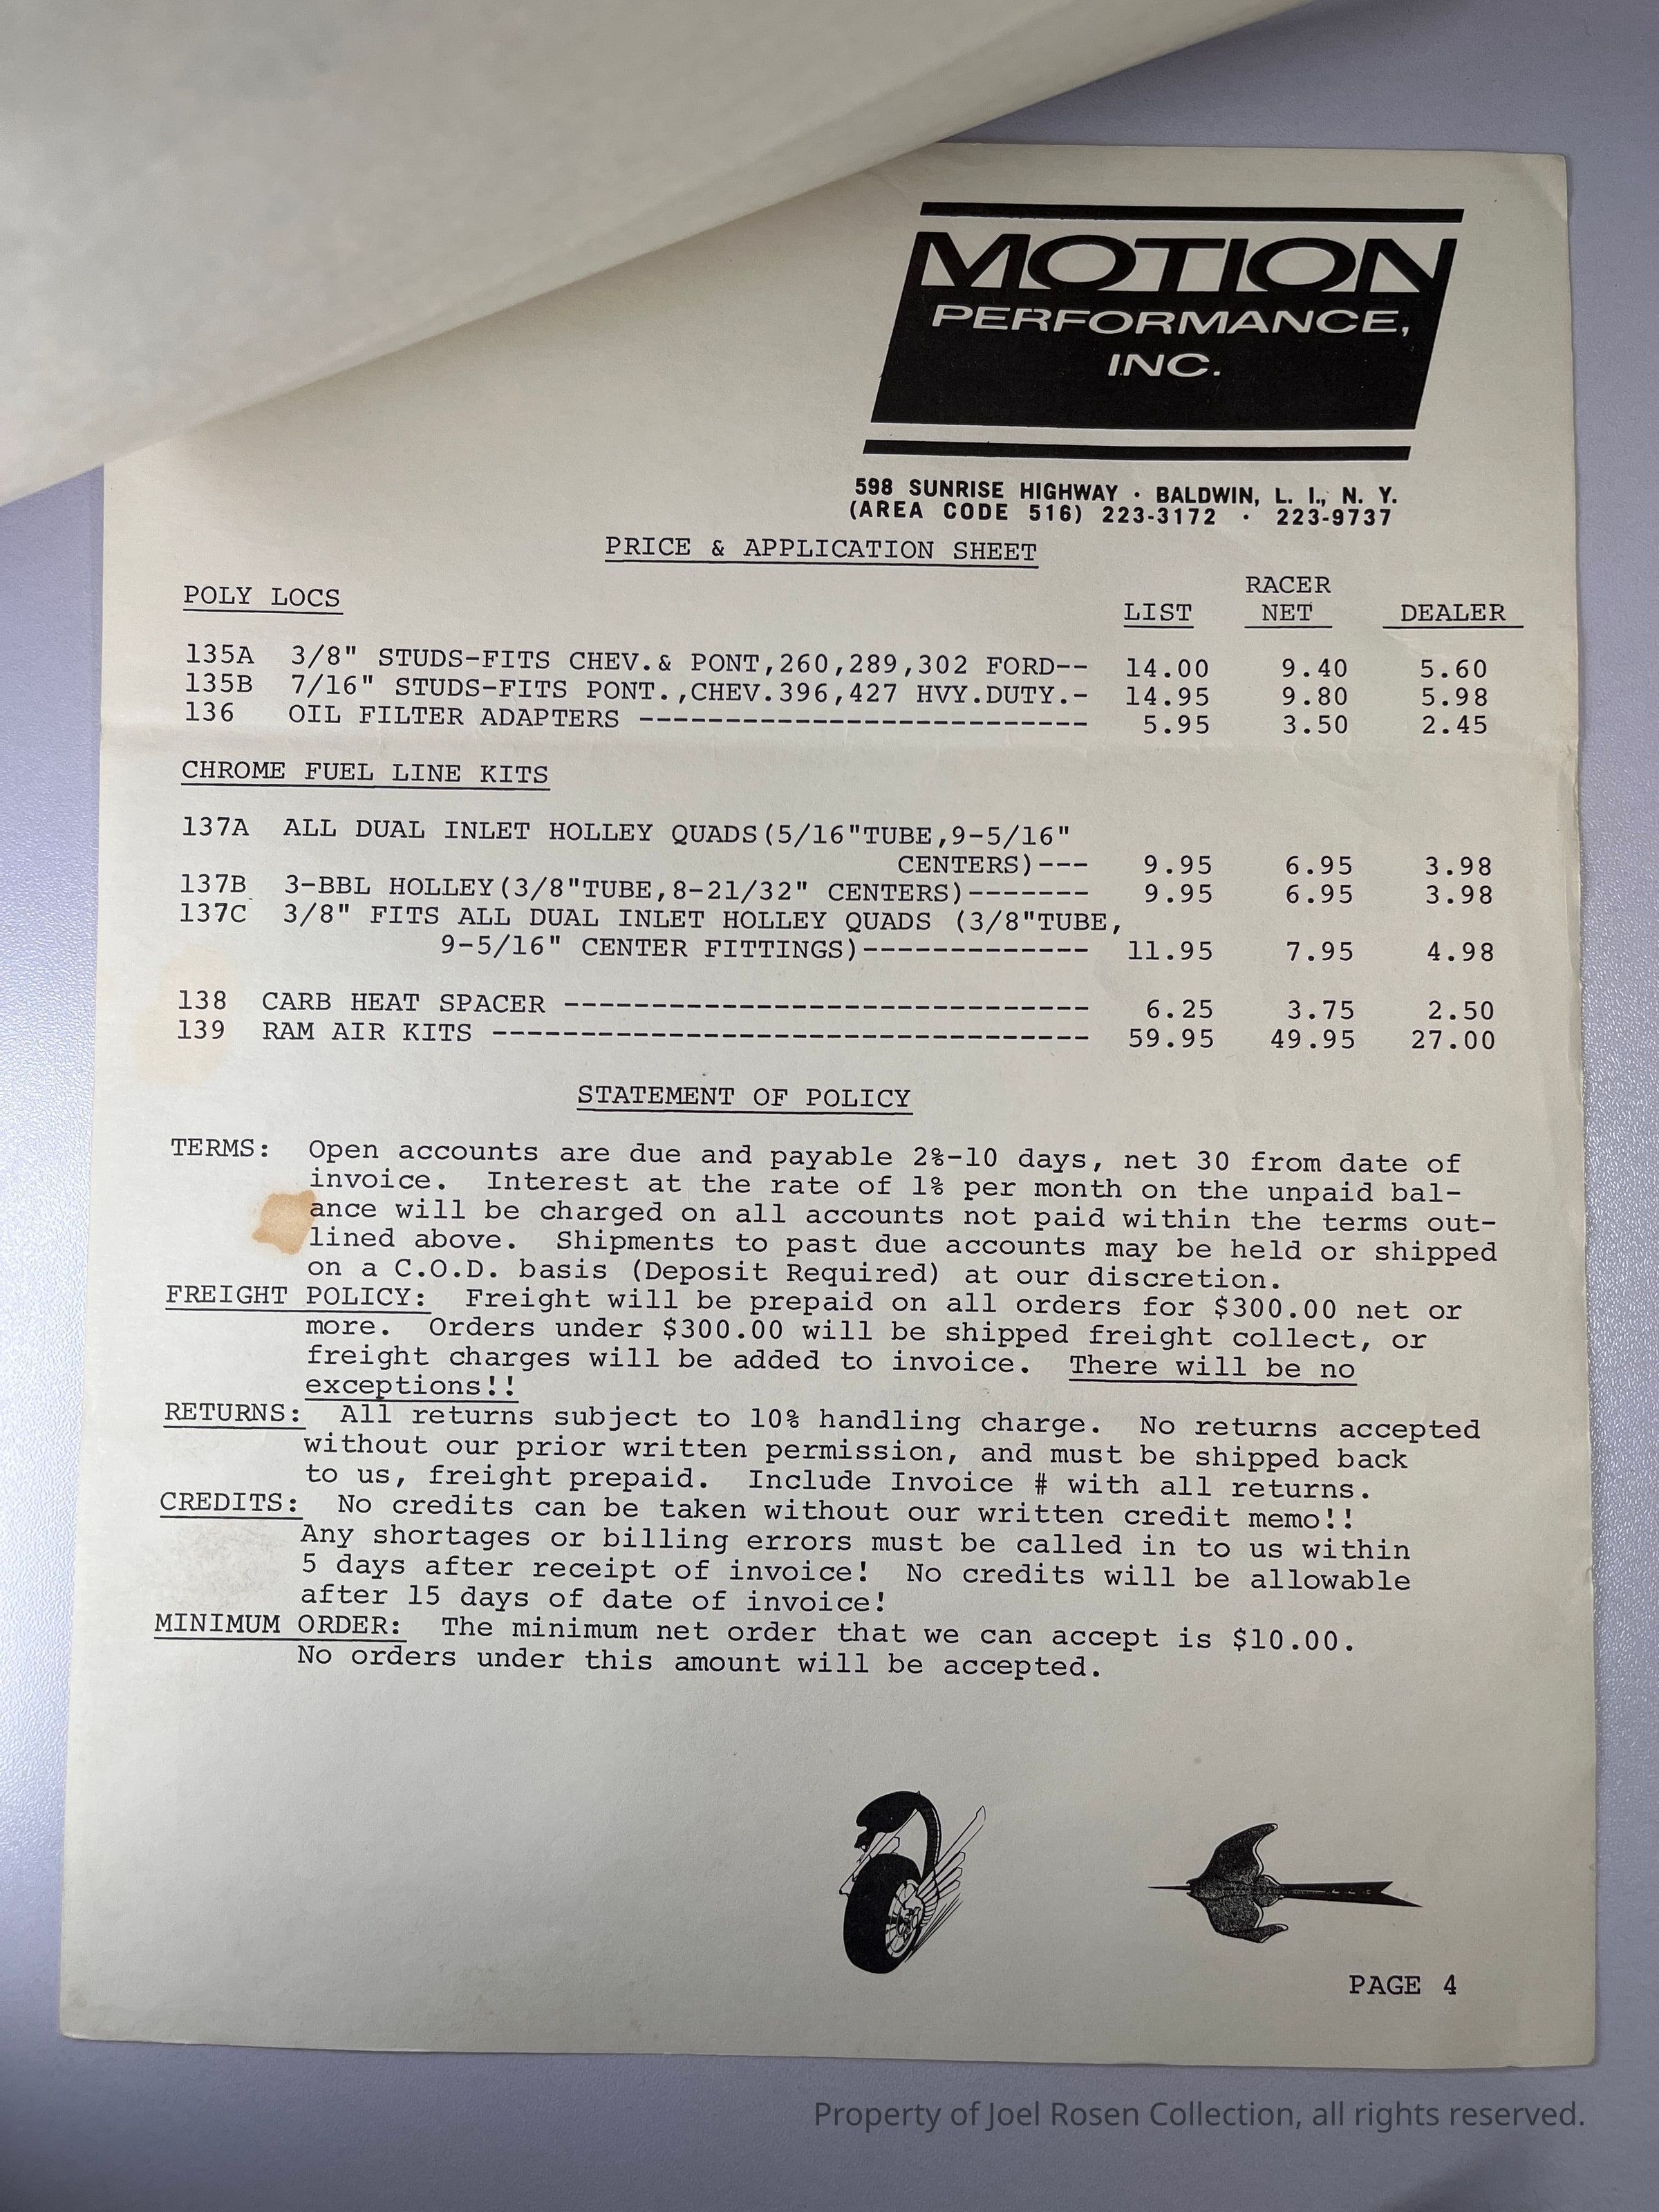 MOTION
PERFORMANCE,
INC.
598 SUNRISE HIGHWAY · BALDWIN, L. I., N. Y.
(AREA CODE 516) 223-3172 · 223-9737
PRICE & APPLICATION SHEET
POLY LOCS LIST RACER NET DEALER
135A 3/8" STUDS-FITS CHEV.& PONT,260,289,302 FORD-- 14.00 9.40 5.60
135B 7/16" STUDS-FITS PONT.,CHEV.396,427 HVY.DUTY.- 14.95 9.80 5.98
136 OIL FILTER ADAPTERS ------------------------- 5.95 3.50 2.45
CHROME FUEL LINE KITS
137A ALL DUAL INLET HOLLEY QUADS(5/16"TUBE,9-5/16"
CENTERS)--- 9.95 6.95 3.98
137B 3-BBL HOLLEY(3/8"TUBE,8-21/32" CENTERS)------- 9.95 6.95 3.98
137C 3/8" FITS ALL DUAL INLET HOLLEY QUADS (3/8"TUBE,
9-5/16" CENTER FITTINGS)------------- 11.95 7.95 4.98
138 CARB HEAT SPACER ------------------------------ 6.25 3.75 2.50
139 RAM AIR KITS ---------------------------------- 59.95 49.95 27.00
STATEMENT OF POLICY
TERMS: Open accounts are due and payable 2%-10 days, net 30 from date of
invoice. Interest at the rate of 1% per month on the unpaid bal-
ance will be charged on all accounts not paid within the terms out-
lined above. Shipments to past due accounts may be held or shipped
on a C.O.D. basis (Deposit Required) at our discretion.
FREIGHT POLICY: Freight will be prepaid on all orders for $300.00 net or
more. Orders under $300.00 will be shipped freight collect, or
freight charges will be added to invoice. There will be no
exceptions!!
RETURNS: All returns subject to 10% handling charge. No returns accepted
without our prior written permission, and must be shipped back
to us, freight prepaid. Include Invoice # with all returns.
CREDITS: No credits can be taken without our written credit memo!!
Any shortages or billing errors must be called in to us within
5 days after receipt of invoice! No credits will be allowable
after 15 days of date of invoice!
MINIMUM ORDER: The minimum net order that we can accept is $10.00.
No orders under this amount will be accepted.
PAGE 4
Property of Joel Rosen Collection, all rights reserved.